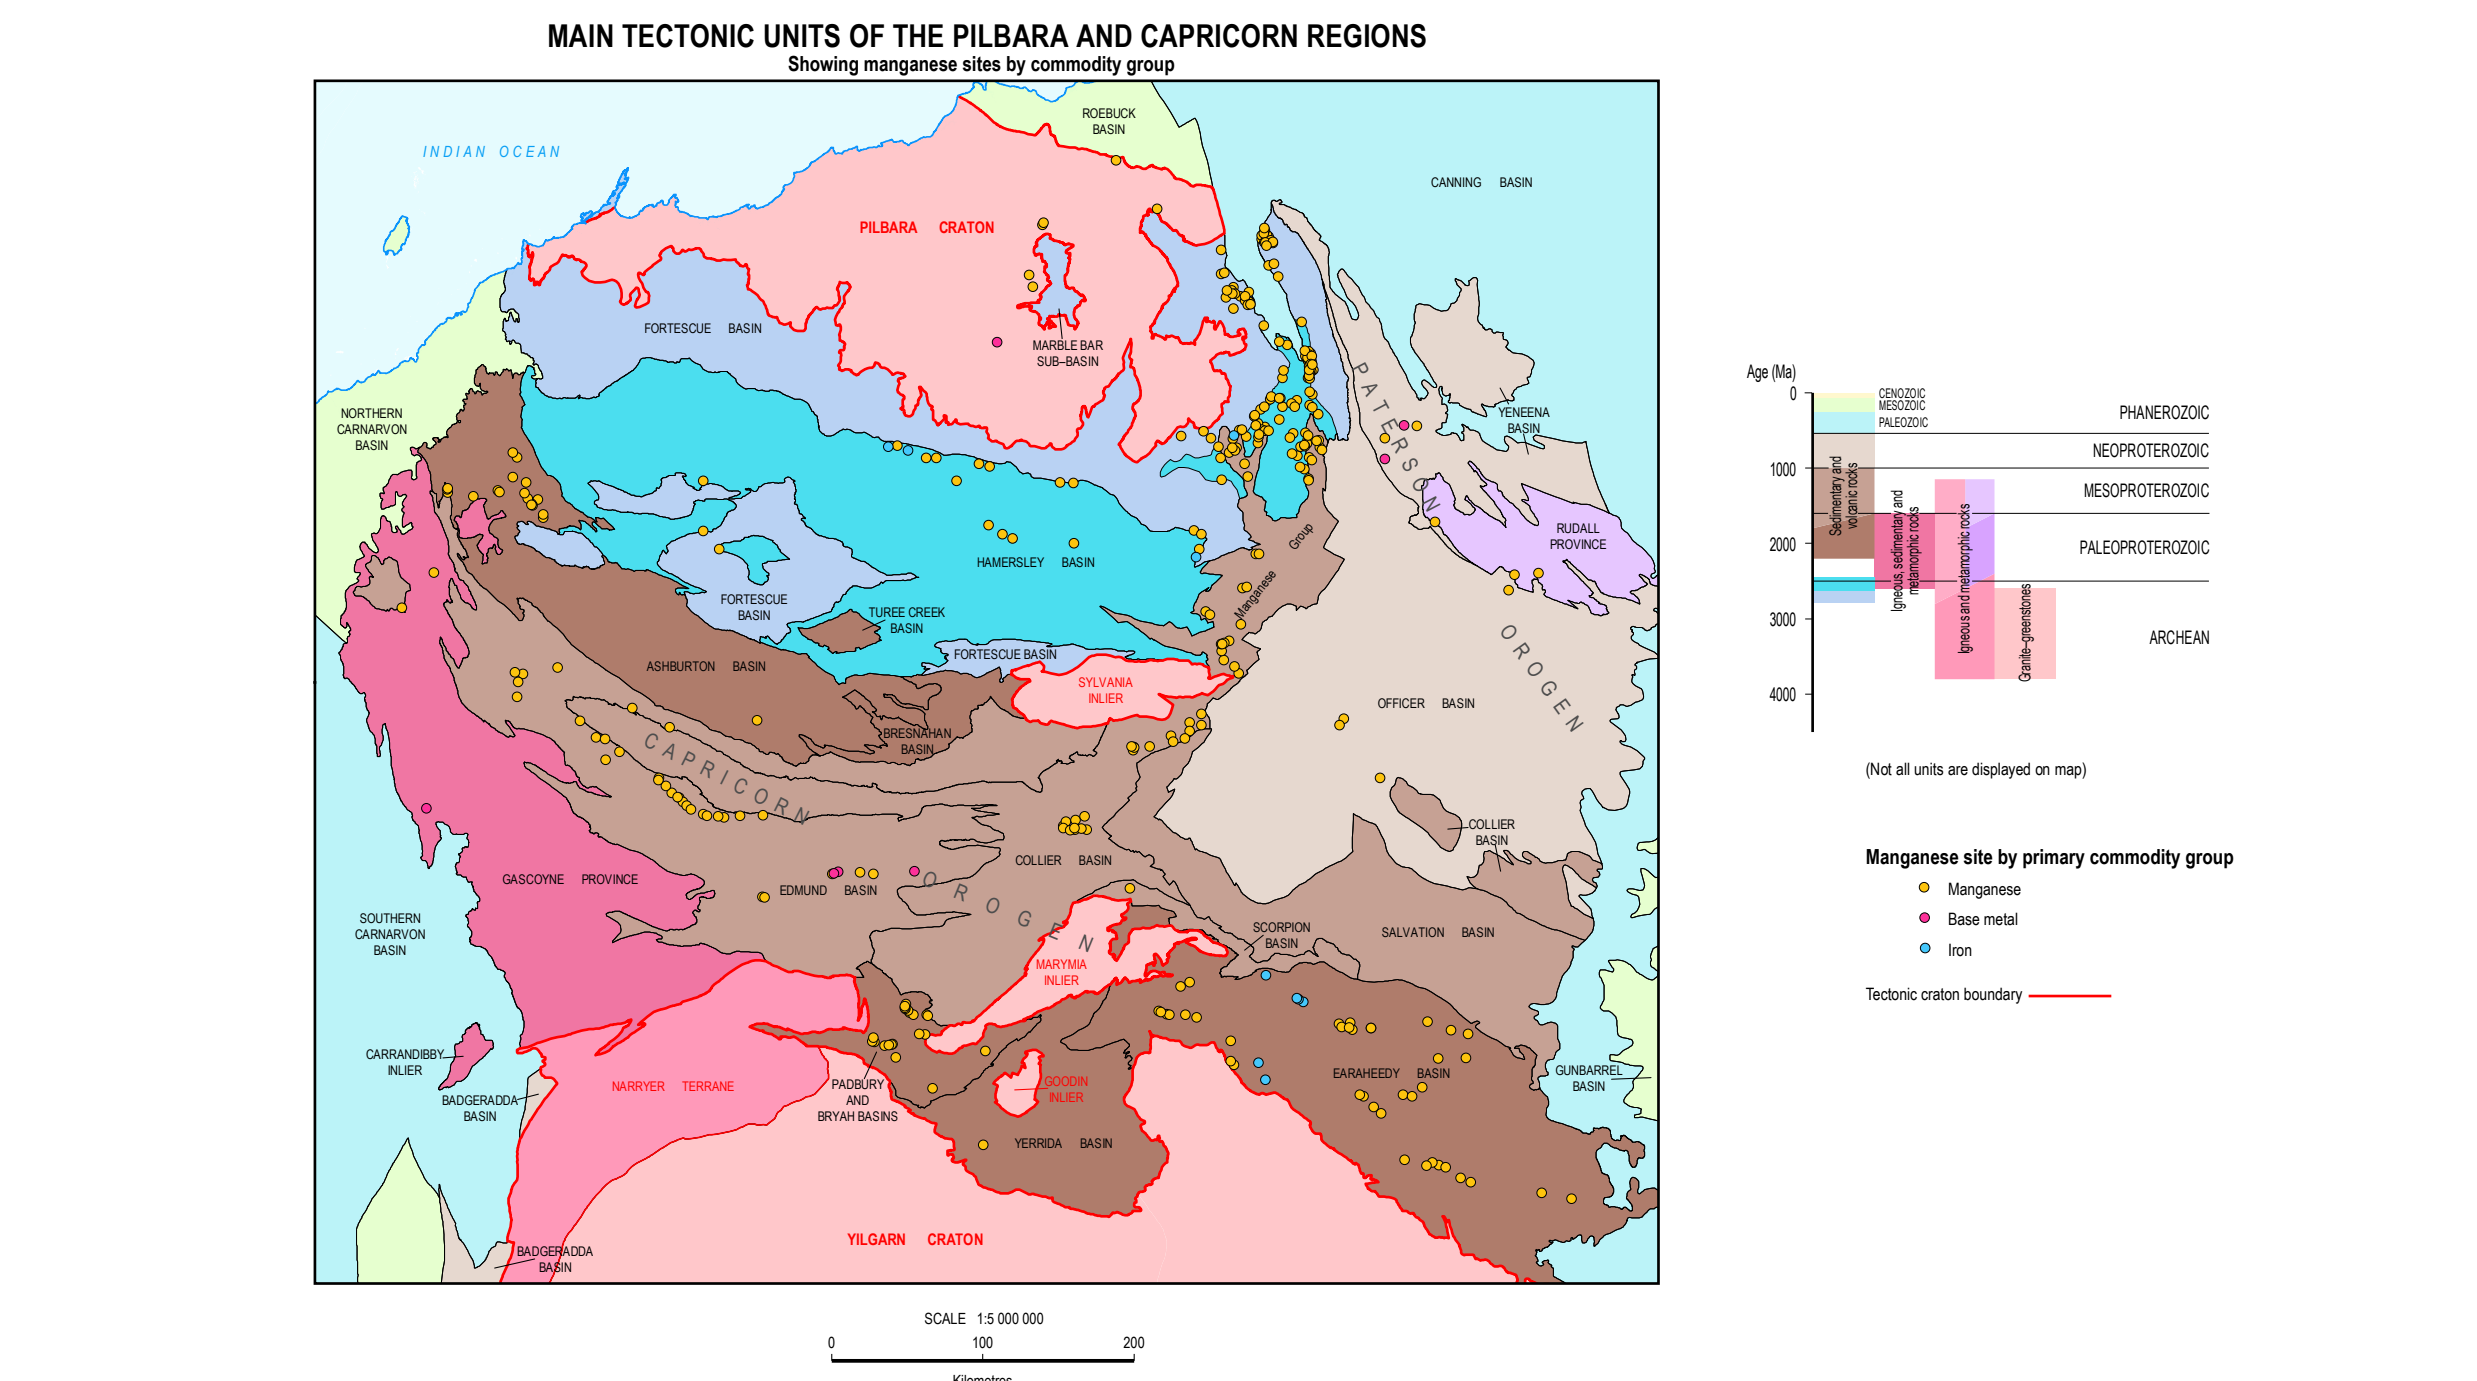 MAIN TECTONIC UNITS OF THE PILBARA AND CAPRICORN REGIONS
Showing manganese sites by commodity group
INDIAN OCEAN
ROEBUCK
BASIN
CANNING BASIN
PILBARA CRATON
FORTESCUE BASIN
MARBLE BAR
SUB–BASIN
NORTHERN
CARNARVON
BASIN
PATERSON
YENEENA
BASIN
RUDALL
PROVINCE
Group
Manganese
HAMERSLEY BASIN
FORTESCUE
BASIN
TUREE CREEK
BASIN
FORTESCUE BASIN
ASHBURTON BASIN
SYLVANIA
INLIER
OROGEN
OFFICER BASIN
BRESNAHAN
BASIN
CAPRICORN
COLLIER
BASIN
COLLIER BASIN
GASCOYNE PROVINCE
EDMUND BASIN
OROGEN
SOUTHERN
CARNARVON
BASIN
SCORPION
BASIN
SALVATION BASIN
MARYMIA
INLIER
CARRANDIBBY
INLIER
NARRYER TERRANE
PADBURY
AND
BRYAH BASINS
GOODIN
INLIER
EARAHEEDY BASIN
GUNBARREL
BASIN
BADGERADDA
BASIN
YERRIDA BASIN
YILGARN CRATON
BADGERADDA
BASIN
SCALE 1:5 000 000
0 100 200
Kilometres
Age (Ma)
0
1000
2000
3000
4000
CENOZOIC
MESOZOIC
PALEOZOIC
PHANEROZOIC
NEOPROTEROZOIC
MESOPROTEROZOIC
PALEOPROTEROZOIC
ARCHEAN
Sedimentary and
volcanic rocks
Igneous, sedimentary and
metamorphic rocks
Igneous and metamorphic rocks
Granite–greenstones
(Not all units are displayed on map)
Manganese site by primary commodity group
Manganese
Base metal
Iron
Tectonic craton boundary